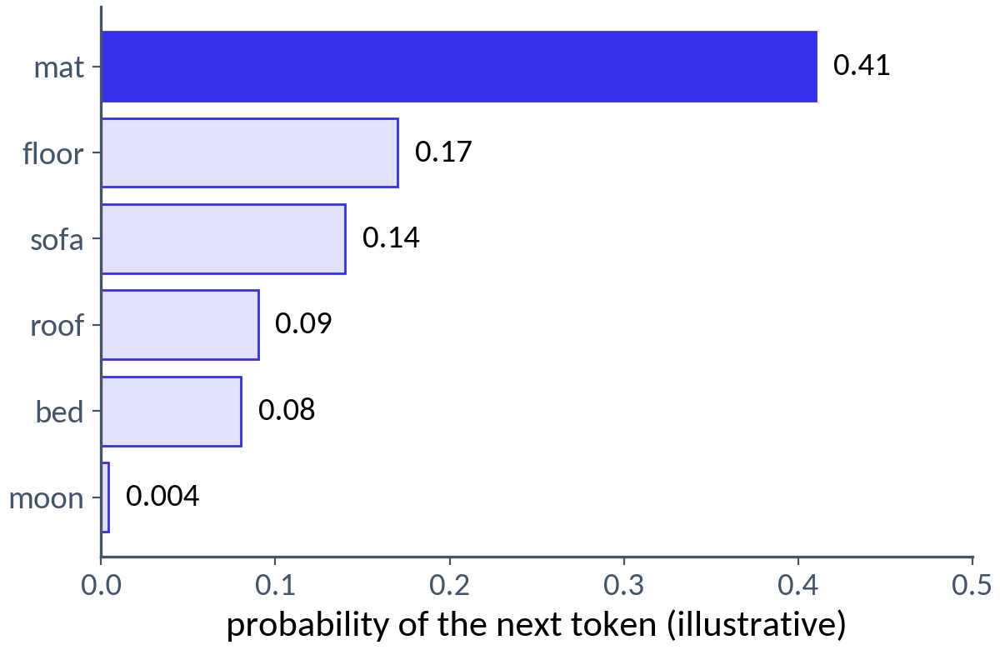 mat 0.41
floor 0.17
sofa 0.14
roof 0.09
bed 0.08
moon 0.004
0.0 0.1 0.2 0.3 0.4 0.5
probability of the next token (illustrative)